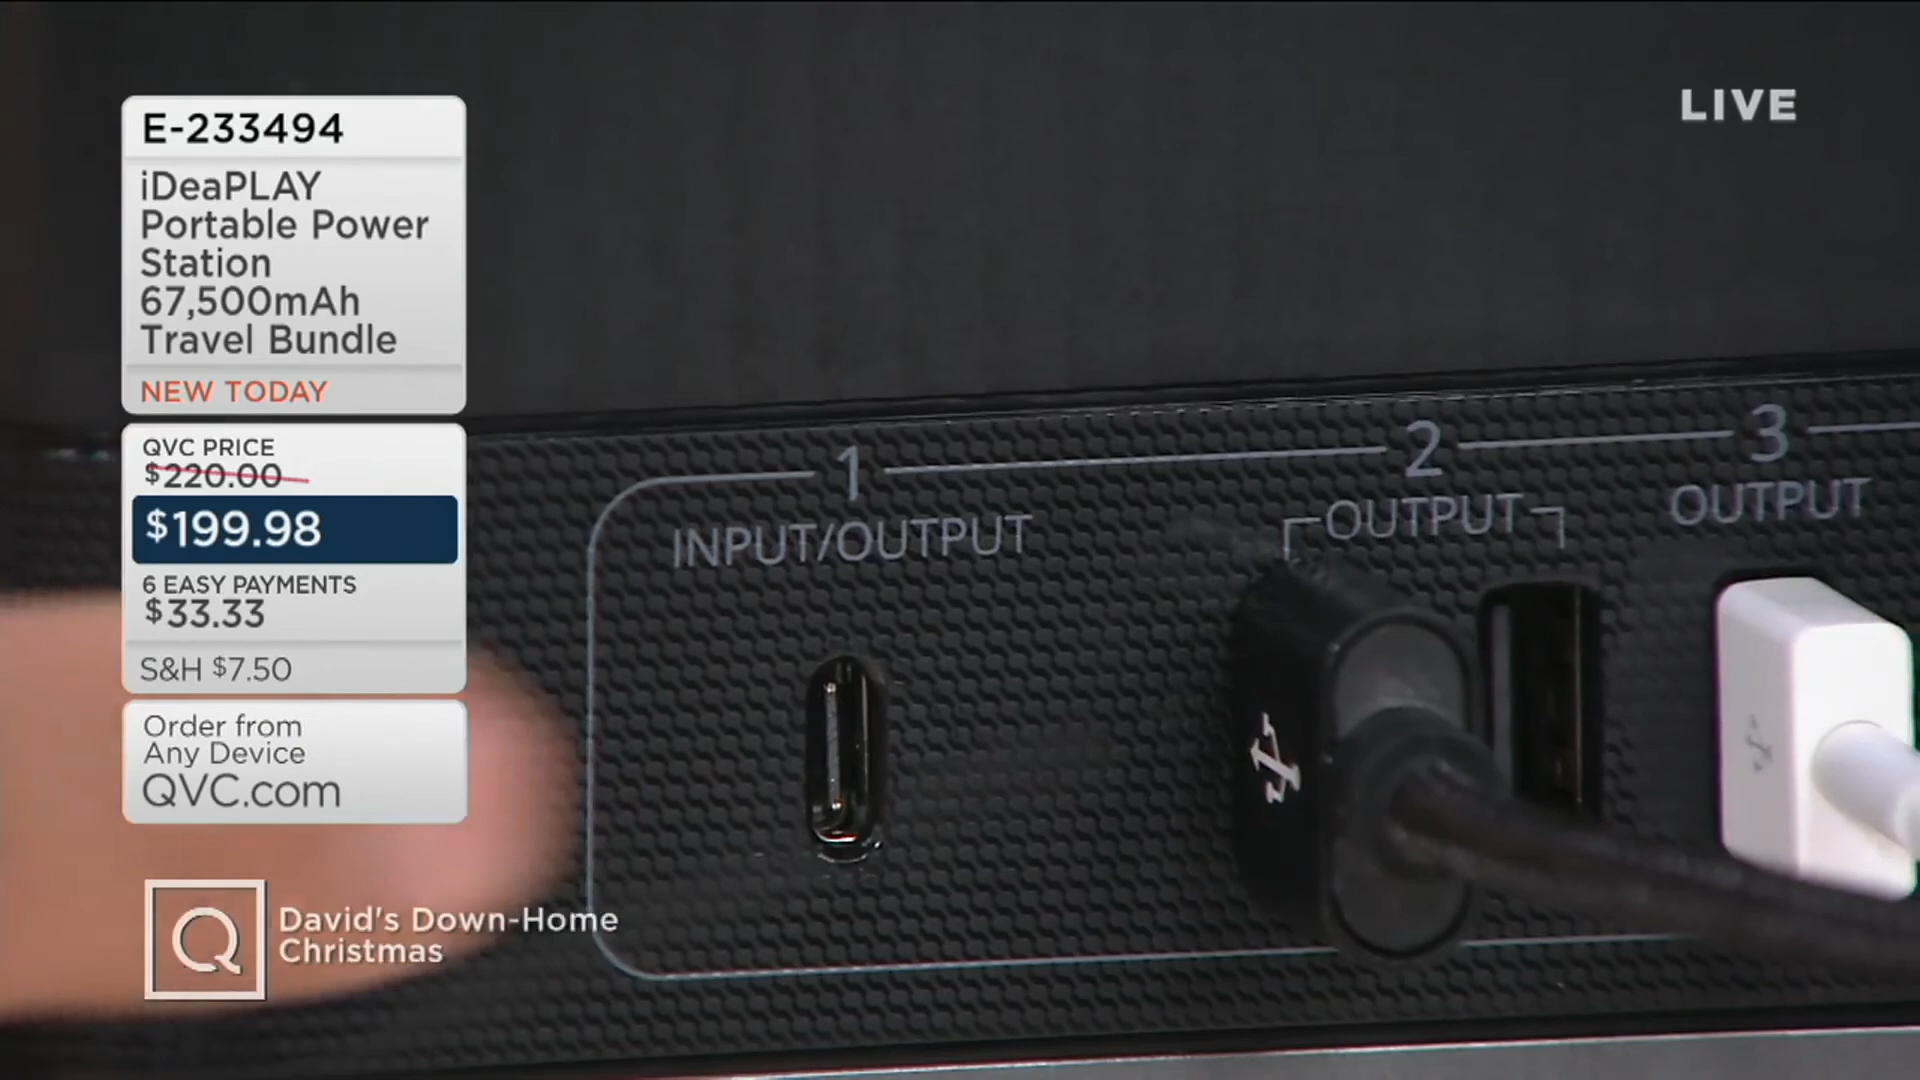 E-233494
iDeaPLAY
Portable Power
Station
67,500mAh
Travel Bundle
NEW TODAY
QVC PRICE
$220.00
$199.98
6 EASY PAYMENTS
$33.33
S&H $7.50
Order from
Any Device
QVC.com
Q
David's Down-Home
Christmas
LIVE
1 2 3
INPUT/OUTPUT OUTPUT OUTPUT